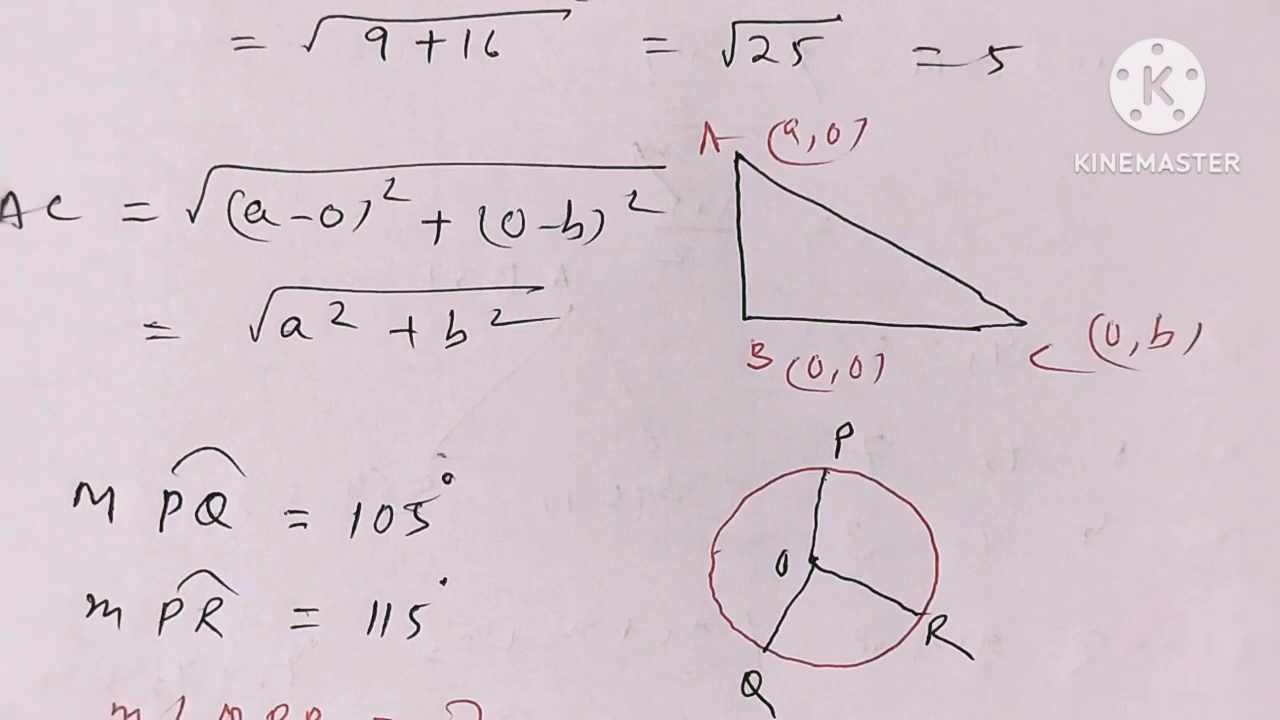 = √9+16 = √25 = 5
K
KINEMASTER
A (a,0)
AC = √(a-0)² + (0-b)²
= √a² + b²
B (0,0)
C (0,b)
m PQ = 105°
m PR = 115°
P
O
R
Q